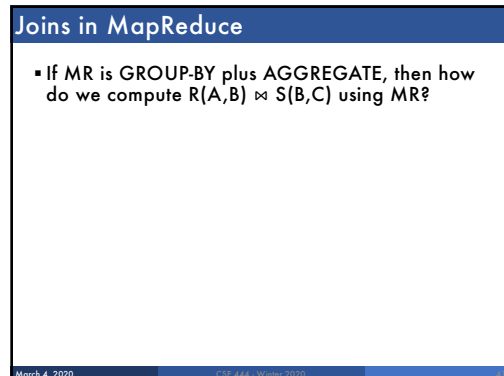 Joins in MapReduce
▪ If MR is GROUP-BY plus AGGREGATE, then how
do we compute R(A,B) ⋈ S(B,C) using MR?
March 4, 2020
CSE 444 - Winter 2020